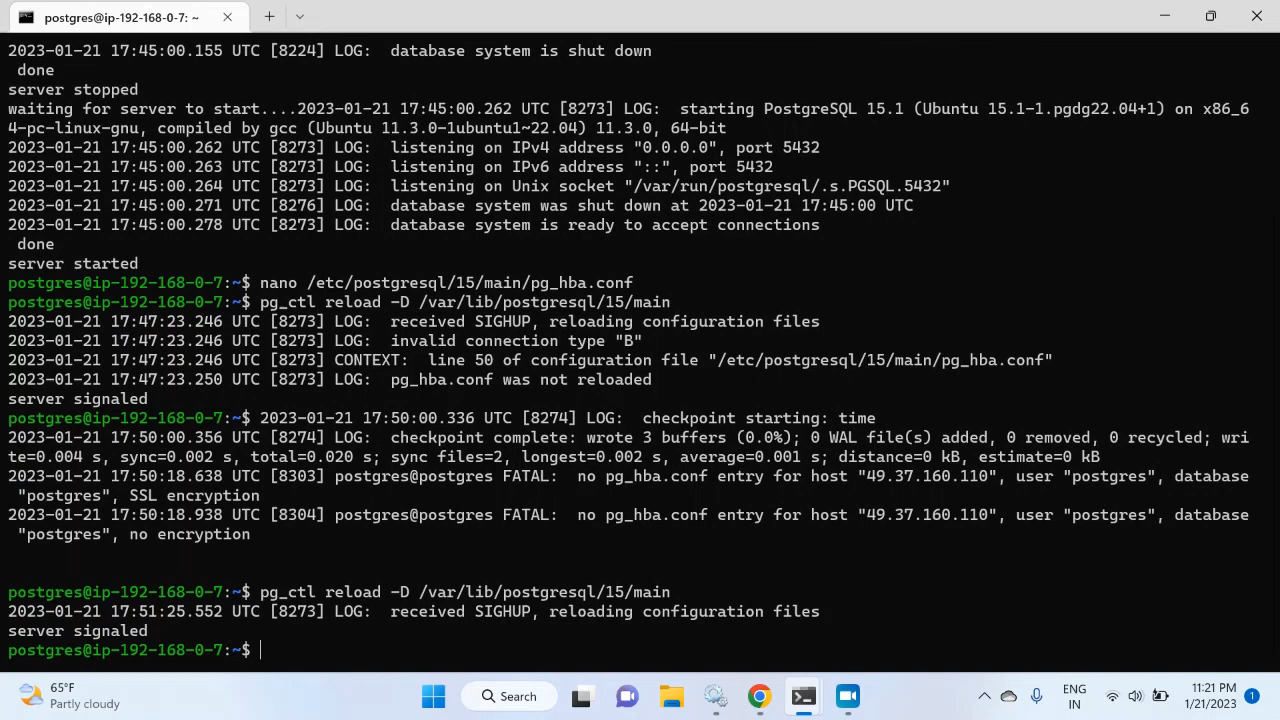 postgres@ip-192-168-0-7: ~
2023-01-21 17:45:00.155 UTC [8224] LOG:  database system is shut down
 done
server stopped
waiting for server to start....2023-01-21 17:45:00.262 UTC [8273] LOG:  starting PostgreSQL 15.1 (Ubuntu 15.1-1.pgdg22.04+1) on x86_6
4-pc-linux-gnu, compiled by gcc (Ubuntu 11.3.0-1ubuntu1~22.04) 11.3.0, 64-bit
2023-01-21 17:45:00.262 UTC [8273] LOG:  listening on IPv4 address "0.0.0.0", port 5432
2023-01-21 17:45:00.263 UTC [8273] LOG:  listening on IPv6 address "::", port 5432
2023-01-21 17:45:00.264 UTC [8273] LOG:  listening on Unix socket "/var/run/postgresql/.s.PGSQL.5432"
2023-01-21 17:45:00.271 UTC [8276] LOG:  database system was shut down at 2023-01-21 17:45:00 UTC
2023-01-21 17:45:00.278 UTC [8273] LOG:  database system is ready to accept connections
 done
server started
postgres@ip-192-168-0-7:~$ nano /etc/postgresql/15/main/pg_hba.conf
postgres@ip-192-168-0-7:~$ pg_ctl reload -D /var/lib/postgresql/15/main
2023-01-21 17:47:23.246 UTC [8273] LOG:  received SIGHUP, reloading configuration files
2023-01-21 17:47:23.246 UTC [8273] LOG:  invalid connection type "B"
2023-01-21 17:47:23.246 UTC [8273] CONTEXT:  line 50 of configuration file "/etc/postgresql/15/main/pg_hba.conf"
2023-01-21 17:47:23.250 UTC [8273] LOG:  pg_hba.conf was not reloaded
server signaled
postgres@ip-192-168-0-7:~$ 2023-01-21 17:50:00.336 UTC [8274] LOG:  checkpoint starting: time
2023-01-21 17:50:00.356 UTC [8274] LOG:  checkpoint complete: wrote 3 buffers (0.0%); 0 WAL file(s) added, 0 removed, 0 recycled; wri
te=0.004 s, sync=0.002 s, total=0.020 s; sync files=2, longest=0.002 s, average=0.001 s; distance=0 kB, estimate=0 kB
2023-01-21 17:50:18.638 UTC [8303] postgres@postgres FATAL:  no pg_hba.conf entry for host "49.37.160.110", user "postgres", database
 "postgres", SSL encryption
2023-01-21 17:50:18.938 UTC [8304] postgres@postgres FATAL:  no pg_hba.conf entry for host "49.37.160.110", user "postgres", database
 "postgres", no encryption
postgres@ip-192-168-0-7:~$ pg_ctl reload -D /var/lib/postgresql/15/main
2023-01-21 17:51:25.552 UTC [8273] LOG:  received SIGHUP, reloading configuration files
server signaled
postgres@ip-192-168-0-7:~$
65°F
Partly cloudy
Search
ENG
IN
11:21 PM
1/21/2023
1